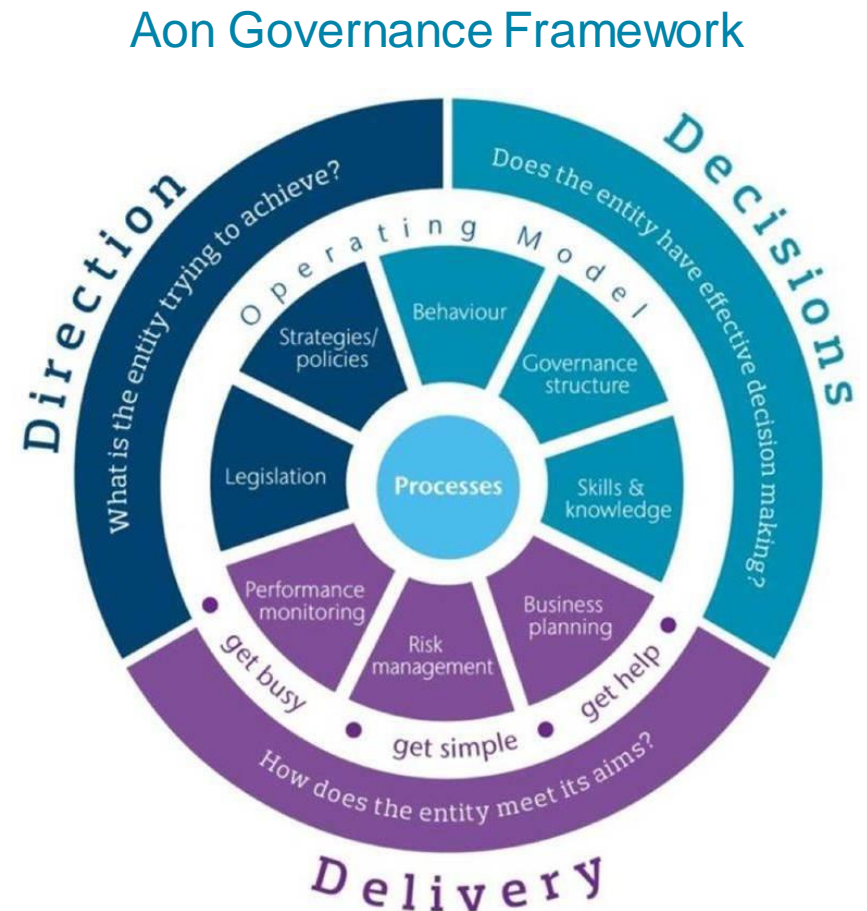 Aon Governance Framework
Direction
What is the entity trying to achieve?
Decisions
Does the entity have effective decision making?
Operating Model
Strategies/
policies
Behaviour
Governance
structure
Legislation
Processes
Skills &
knowledge
Performance
monitoring
Risk
management
Business
planning
get busy
get simple
get help
How does the entity meet its aims?
Delivery